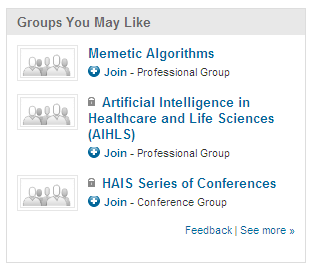 Groups You May Like
Memetic Algorithms
Join - Professional Group
Artificial Intelligence in
Healthcare and Life Sciences
(AIHLS)
Join - Professional Group
HAIS Series of Conferences
Join - Conference Group
Feedback | See more »